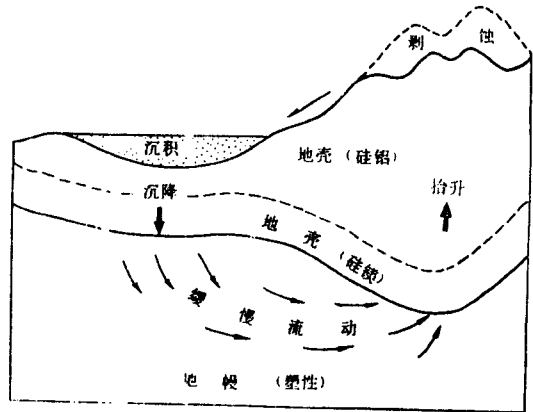 剥 蚀
沉积
地壳（硅铝）
沉降
抬升
地 壳（硅镁）
缓 慢 流 动
地 幔 （塑性）